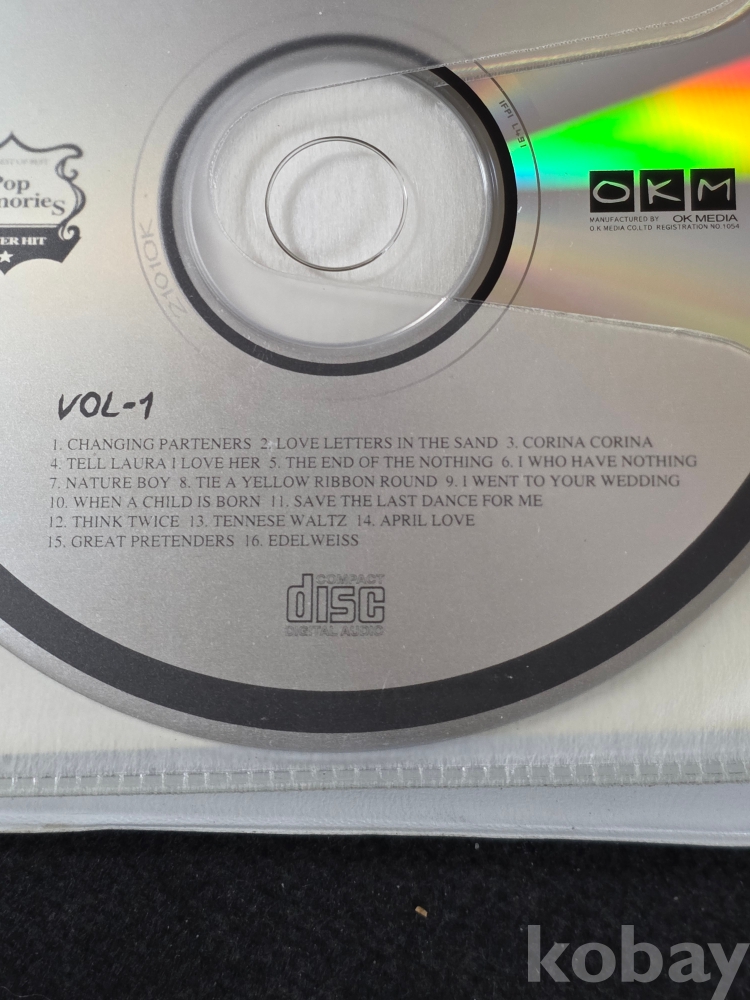 IFPI L491
OKM
MANUFACTURED BY OK MEDIA
O.K MEDIA CO.,LTD REGISTRATION NO.1054
Pop
Memories
HIT
21010K
VOL-1
1. CHANGING PARTENERS 2. LOVE LETTERS IN THE SAND 3. CORINA CORINA
4. TELL LAURA I LOVE HER 5. THE END OF THE NOTHING 6. I WHO HAVE NOTHING
7. NATURE BOY 8. TIE A YELLOW RIBBON ROUND 9. I WENT TO YOUR WEDDING
10. WHEN A CHILD IS BORN 11. SAVE THE LAST DANCE FOR ME
12. THINK TWICE 13. TENNESE WALTZ 14. APRIL LOVE
15. GREAT PRETENDERS 16. EDELWEISS
COMPACT
disc
DIGITAL AUDIO
kobay